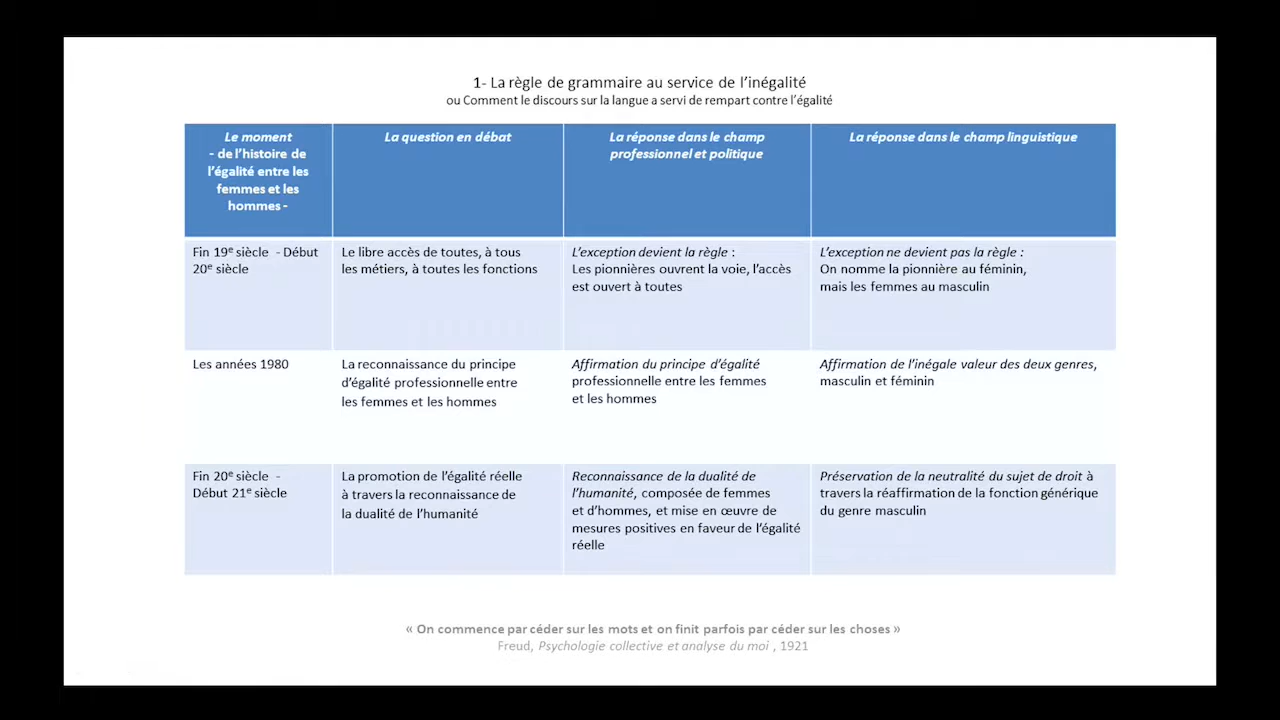 1- La règle de grammaire au service de l’inégalité
ou Comment le discours sur la langue a servi de rempart contre l’égalité
Le moment
- de l’histoire de
l’égalité entre les
femmes et les
hommes -
La question en débat
La réponse dans le champ
professionnel et politique
La réponse dans le champ linguistique
Fin 19e siècle - Début
20e siècle
Le libre accès de toutes, à tous
les métiers, à toutes les fonctions
L’exception devient la règle :
Les pionnières ouvrent la voie, l’accès
est ouvert à toutes
L’exception ne devient pas la règle :
On nomme la pionnière au féminin,
mais les femmes au masculin
Les années 1980
La reconnaissance du principe
d’égalité professionnelle entre
les femmes et les hommes
Affirmation du principe d’égalité
professionnelle entre les femmes
et les hommes
Affirmation de l’inégale valeur des deux genres,
masculin et féminin
Fin 20e siècle -
Début 21e siècle
La promotion de l’égalité réelle
à travers la reconnaissance de
la dualité de l’humanité
Reconnaissance de la dualité de
l’humanité, composée de femmes
et d’hommes, et mise en œuvre de
mesures positives en faveur de l’égalité
réelle
Préservation de la neutralité du sujet de droit à
travers la réaffirmation de la fonction générique
du genre masculin
« On commence par céder sur les mots et on finit parfois par céder sur les choses »
Freud, Psychologie collective et analyse du moi , 1921